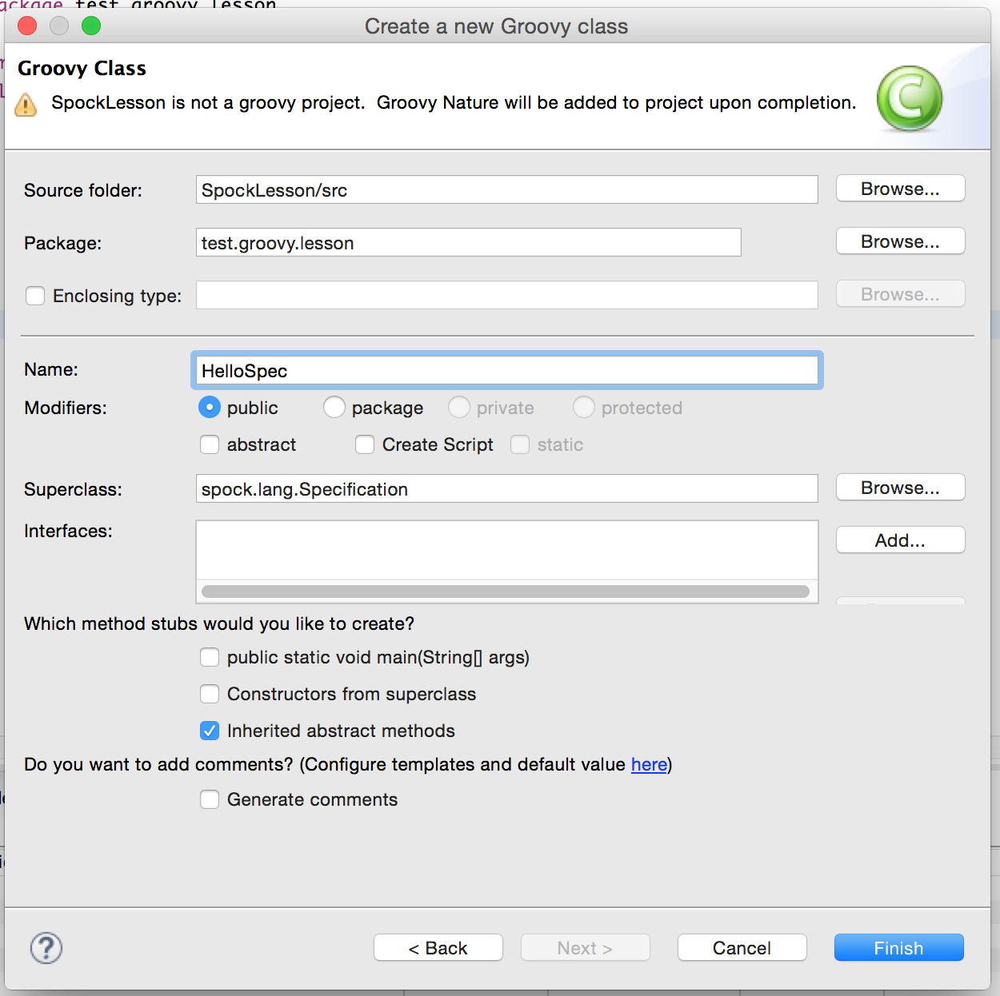 package test.groovy.lesson
Create a new Groovy class
Groovy Class
SpockLesson is not a groovy project.  Groovy Nature will be added to project upon completion.
Source folder: SpockLesson/src Browse...
Package: test.groovy.lesson Browse...
Enclosing type: Browse...
Name: HelloSpec
Modifiers: public package private protected
abstract Create Script static
Superclass: spock.lang.Specification Browse...
Interfaces: Add...
Which method stubs would you like to create?
public static void main(String[] args)
Constructors from superclass
Inherited abstract methods
Do you want to add comments? (Configure templates and default value here)
Generate comments
? < Back Next > Cancel Finish